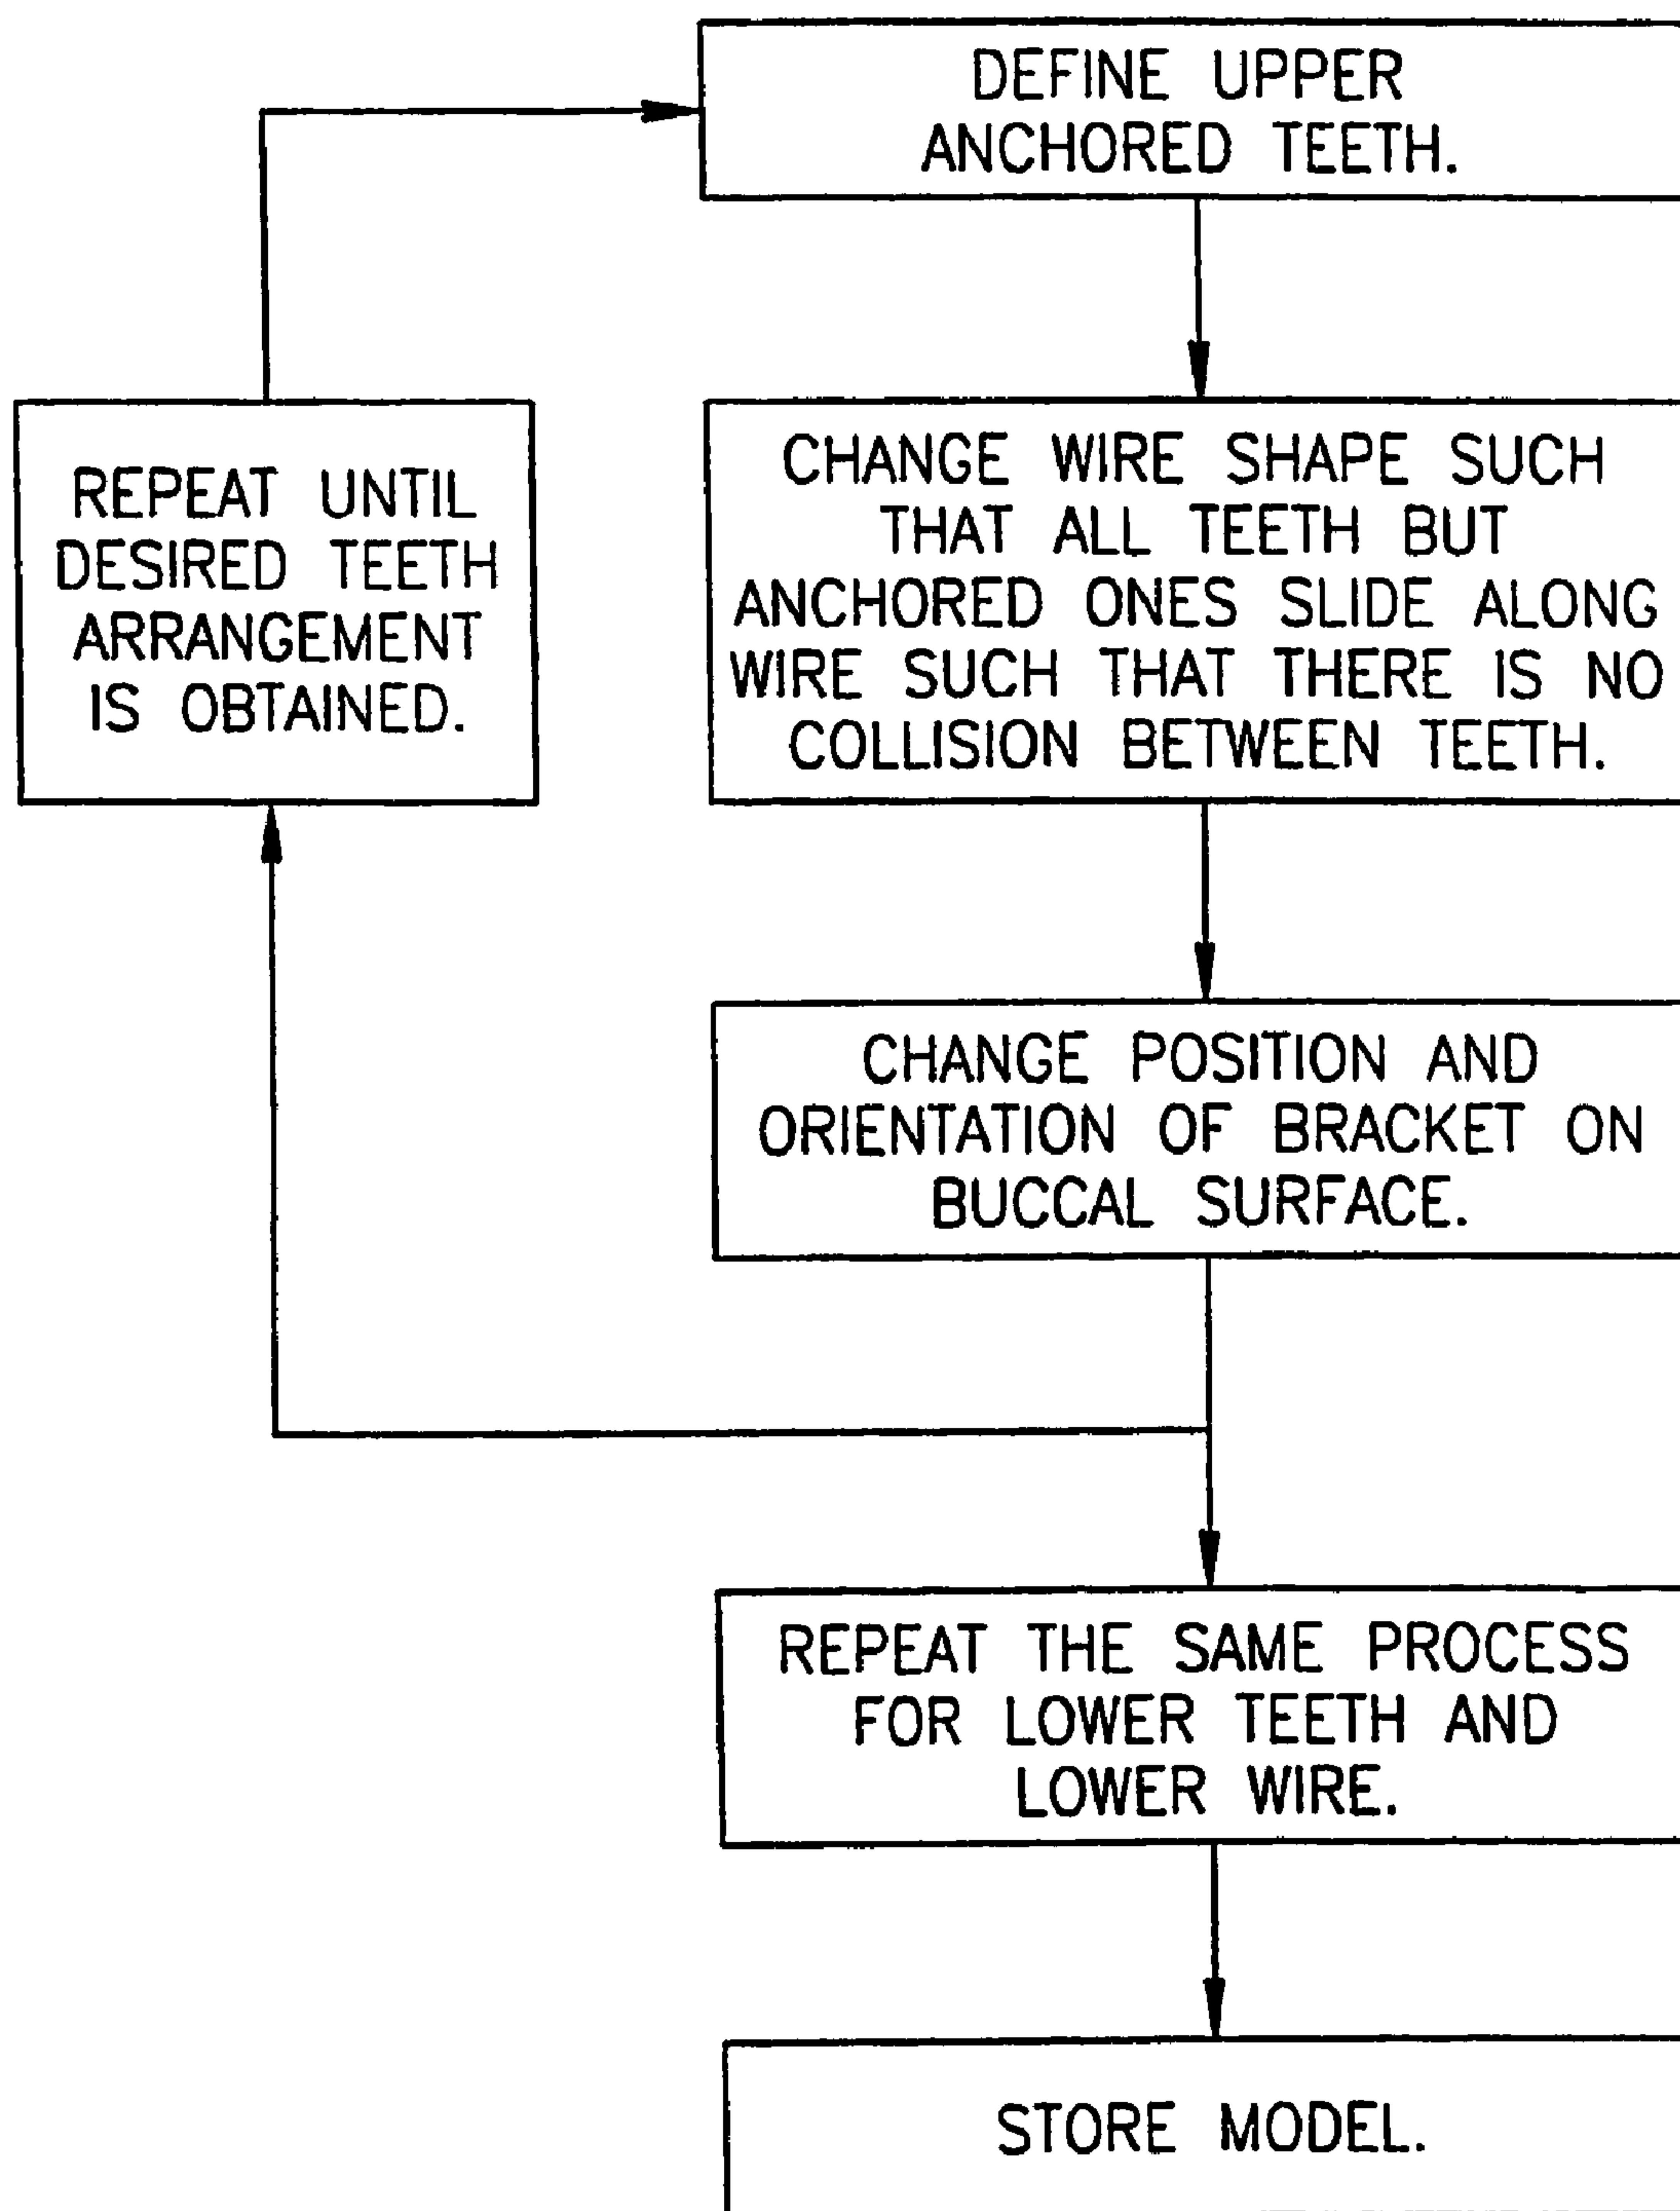 DEFINE UPPER
ANCHORED TEETH.
CHANGE WIRE SHAPE SUCH
THAT ALL TEETH BUT
ANCHORED ONES SLIDE ALONG
WIRE SUCH THAT THERE IS NO
COLLISION BETWEEN TEETH.
REPEAT UNTIL
DESIRED TEETH
ARRANGEMENT
IS OBTAINED.
CHANGE POSITION AND
ORIENTATION OF BRACKET ON
BUCCAL SURFACE.
REPEAT THE SAME PROCESS
FOR LOWER TEETH AND
LOWER WIRE.
STORE MODEL.